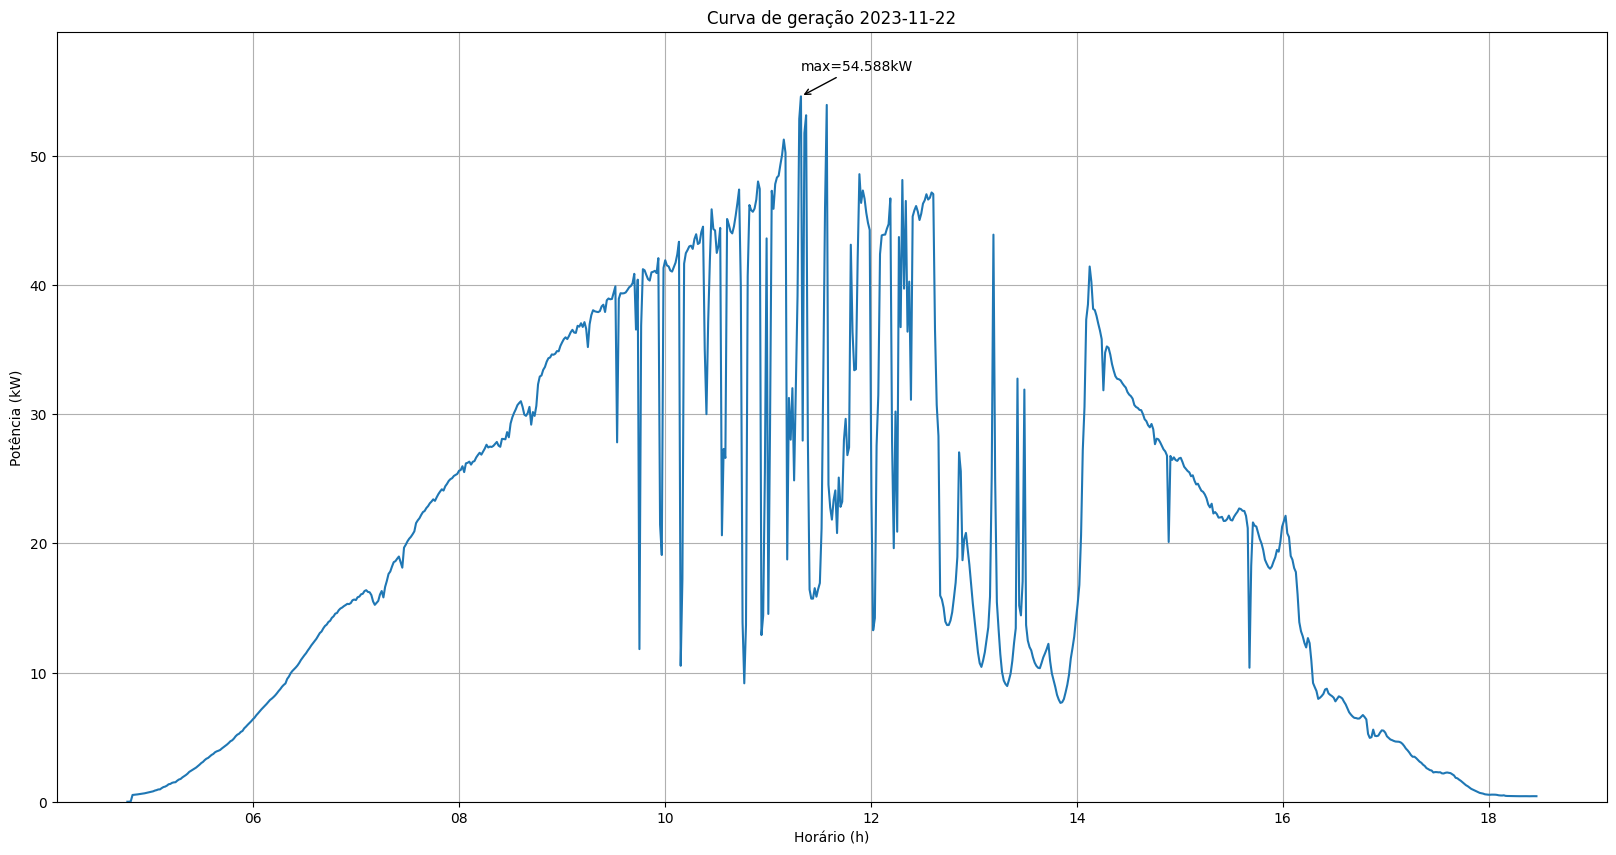 Curva de geração 2023-11-22
max=54.588kW
Potência (kW)
50
40
30
20
10
0
06 08 10 12 14 16 18
Horário (h)